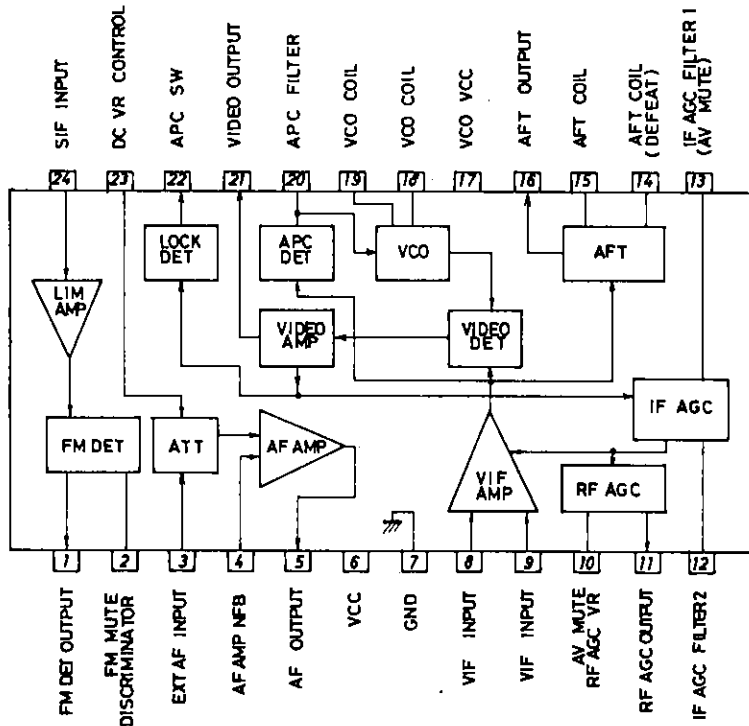 SIF INPUT
DC VR CONTROL
APC SW
VIDEO OUTPUT
APC FILTER
VCO COIL
VCO COIL
VCO VCC
AFT OUTPUT
AFT COIL
AFT COIL
(DEFEAT)
IF AGC FILTER 1
(AV MUTE)
24
23
22
21
20
19
18
17
16
15
14
13
LOCK
DET
APC
DET
VCO
AFT
LIM
AMP
VIDEO
AMP
VIDEO
DET
IF AGC
FM DET
ATT
AF AMP
VIF
AMP
RF AGC
1
2
3
4
5
6
7
8
9
10
11
12
FM DET OUTPUT
FM MUTE
DISCRIMINATOR
EXT AF INPUT
AF AMP NFB
AF OUTPUT
VCC
GND
VIF INPUT
VIF INPUT
AV MUTE
RF AGC VR
RF AGC OUTPUT
IF AGC FILTER2